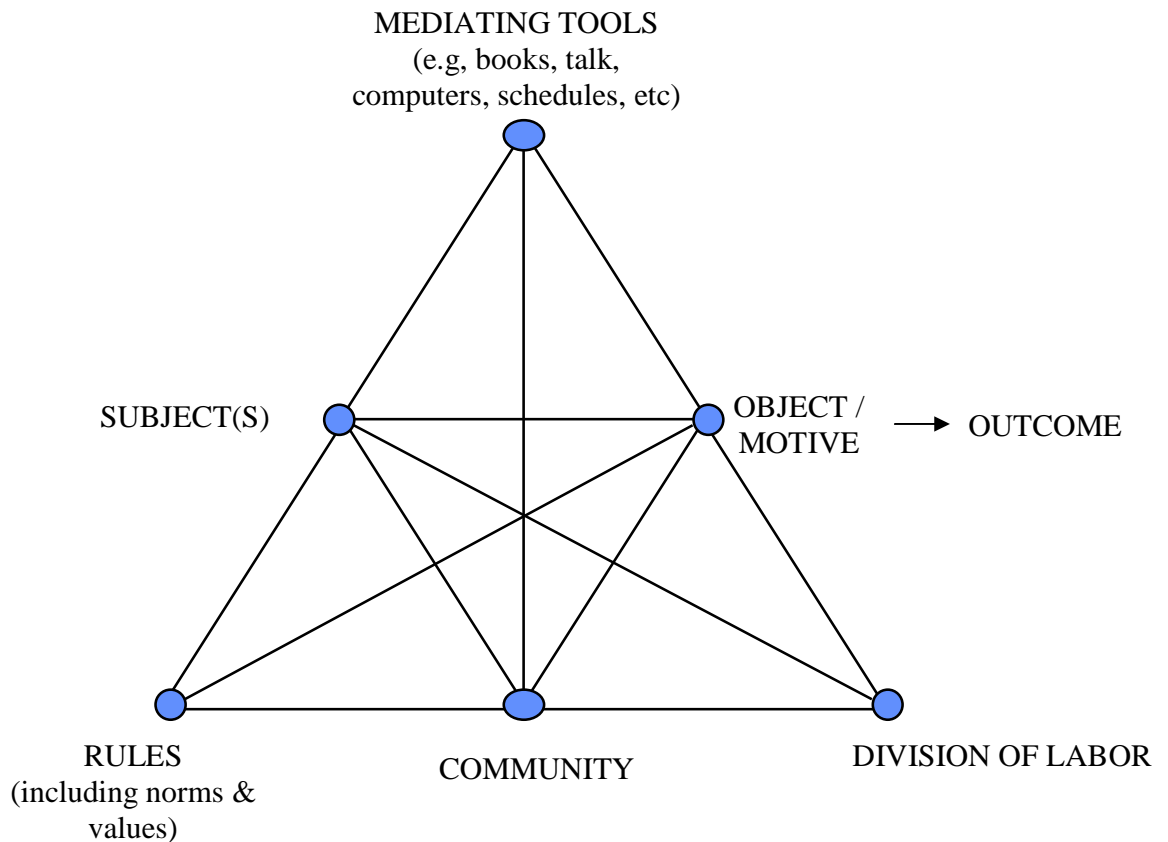 MEDIATING TOOLS
(e.g, books, talk,
computers, schedules, etc)
SUBJECT(S)
OBJECT /
MOTIVE
OUTCOME
RULES
(including norms &
values)
COMMUNITY
DIVISION OF LABOR